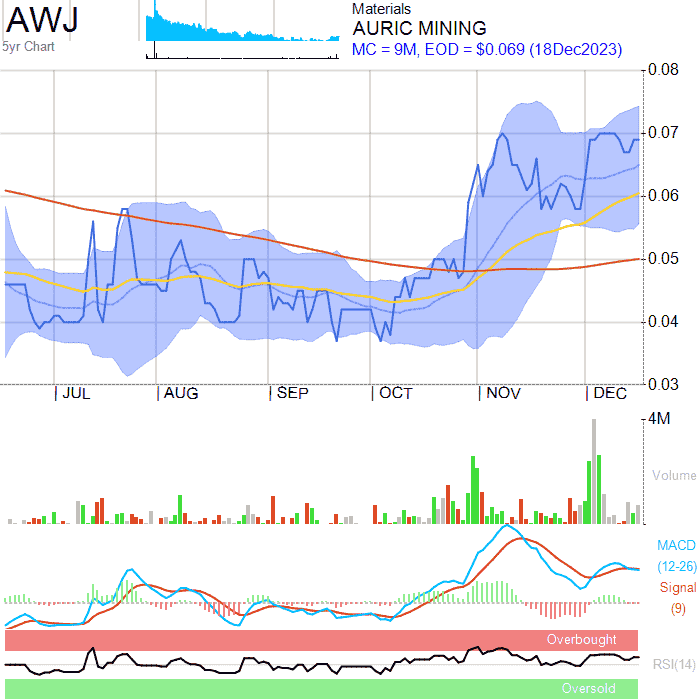 AWJ
5yr Chart
Materials
AURIC MINING
MC = 9M, EOD = $0.069 (18Dec2023)
0.08
0.07
0.06
0.05
0.04
0.03
JUL AUG SEP OCT NOV DEC
4M
Volume
MACD
(12-26)
Signal
(9)
Overbought
RSI(14)
Oversold